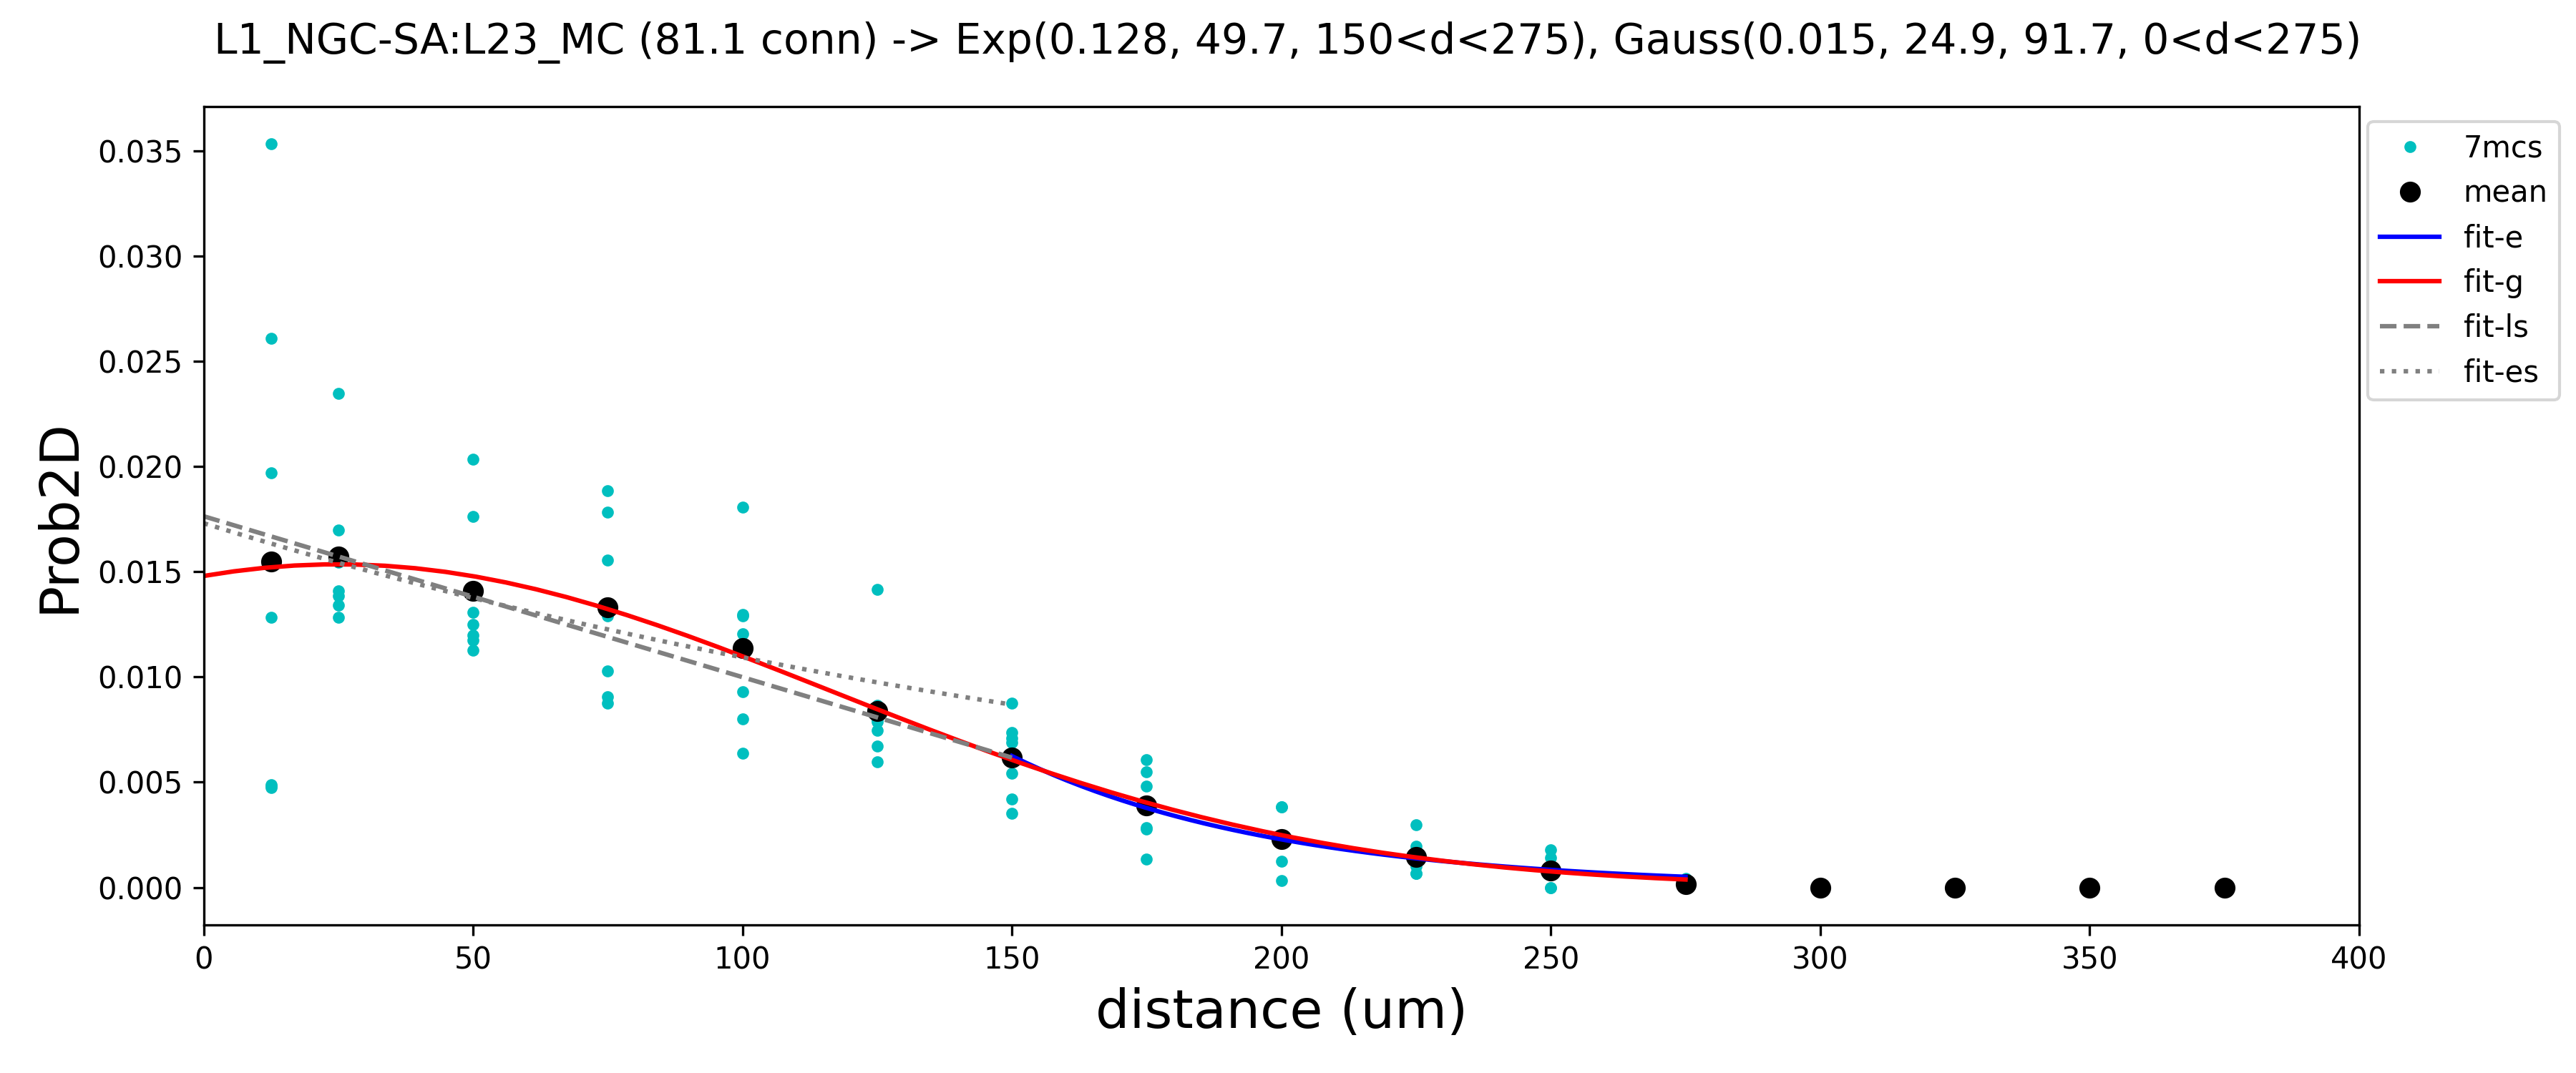 L1_NGC-SA:L23_MC (81.1 conn) -> Exp(0.128, 49.7, 150<d<275), Gauss(0.015, 24.9, 91.7, 0<d<275)
0.035
0.030
0.025
0.020
0.015
0.010
0.005
0.000
Prob2D
0 50 100 150 200 250 300 350 400
distance (um)
7mcs
mean
fit-e
fit-g
fit-ls
fit-es